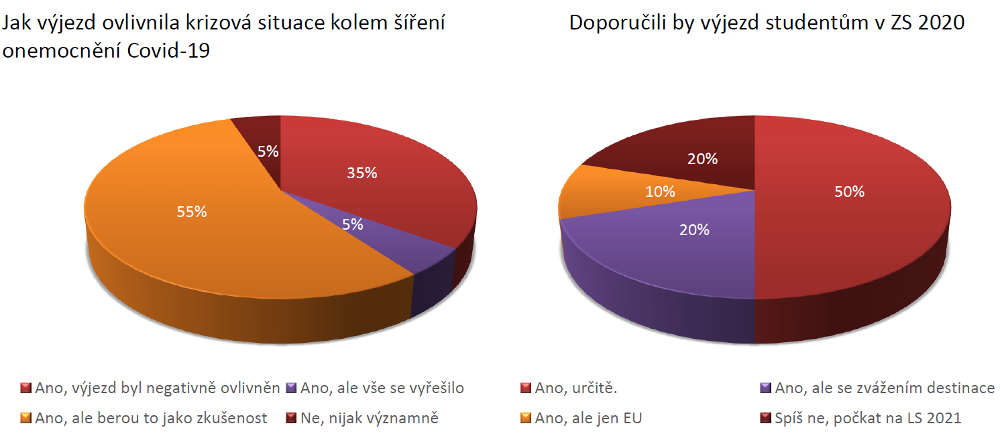 Jak výjezd ovlivnila krizová situace kolem šíření
onemocnění Covid-19
5%
35%
55%
5%
Ano, výjezd byl negativně ovlivněn
Ano, ale vše se vyřešilo
Ano, ale berou to jako zkušenost
Ne, nijak významně
Doporučili by výjezd studentům v ZS 2020
20%
10%
50%
20%
Ano, určitě.
Ano, ale se zvážením destinace
Ano, ale jen EU
Spíš ne, počkat na LS 2021